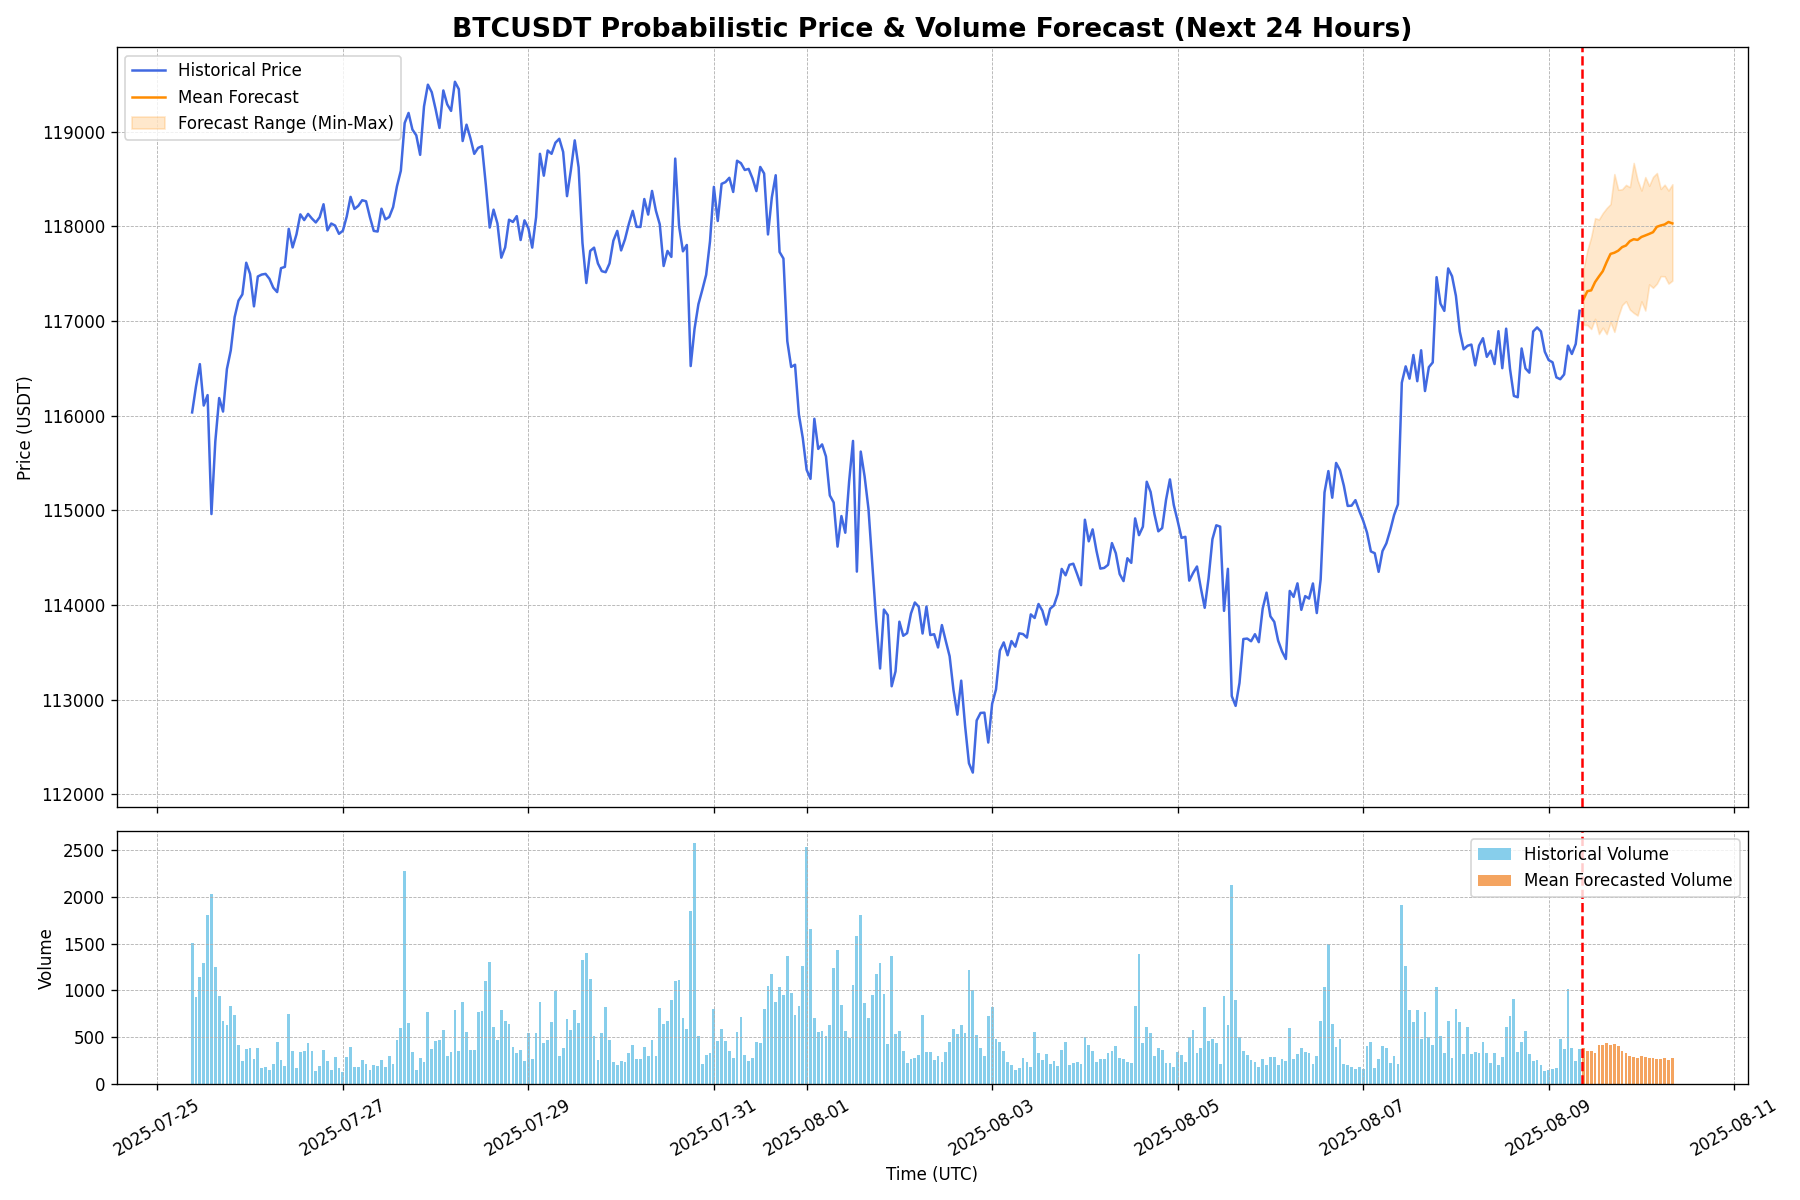 BTCUSDT Probabilistic Price & Volume Forecast (Next 24 Hours)
Historical Price
Mean Forecast
Forecast Range (Min-Max)
Price (USDT)
119000
118000
117000
116000
115000
114000
113000
112000
Historical Volume
Mean Forecasted Volume
Volume
2500
2000
1500
1000
500
0
2025-07-25
2025-07-27
2025-07-29
2025-07-31
2025-08-01
2025-08-03
2025-08-05
2025-08-07
2025-08-09
2025-08-11
Time (UTC)